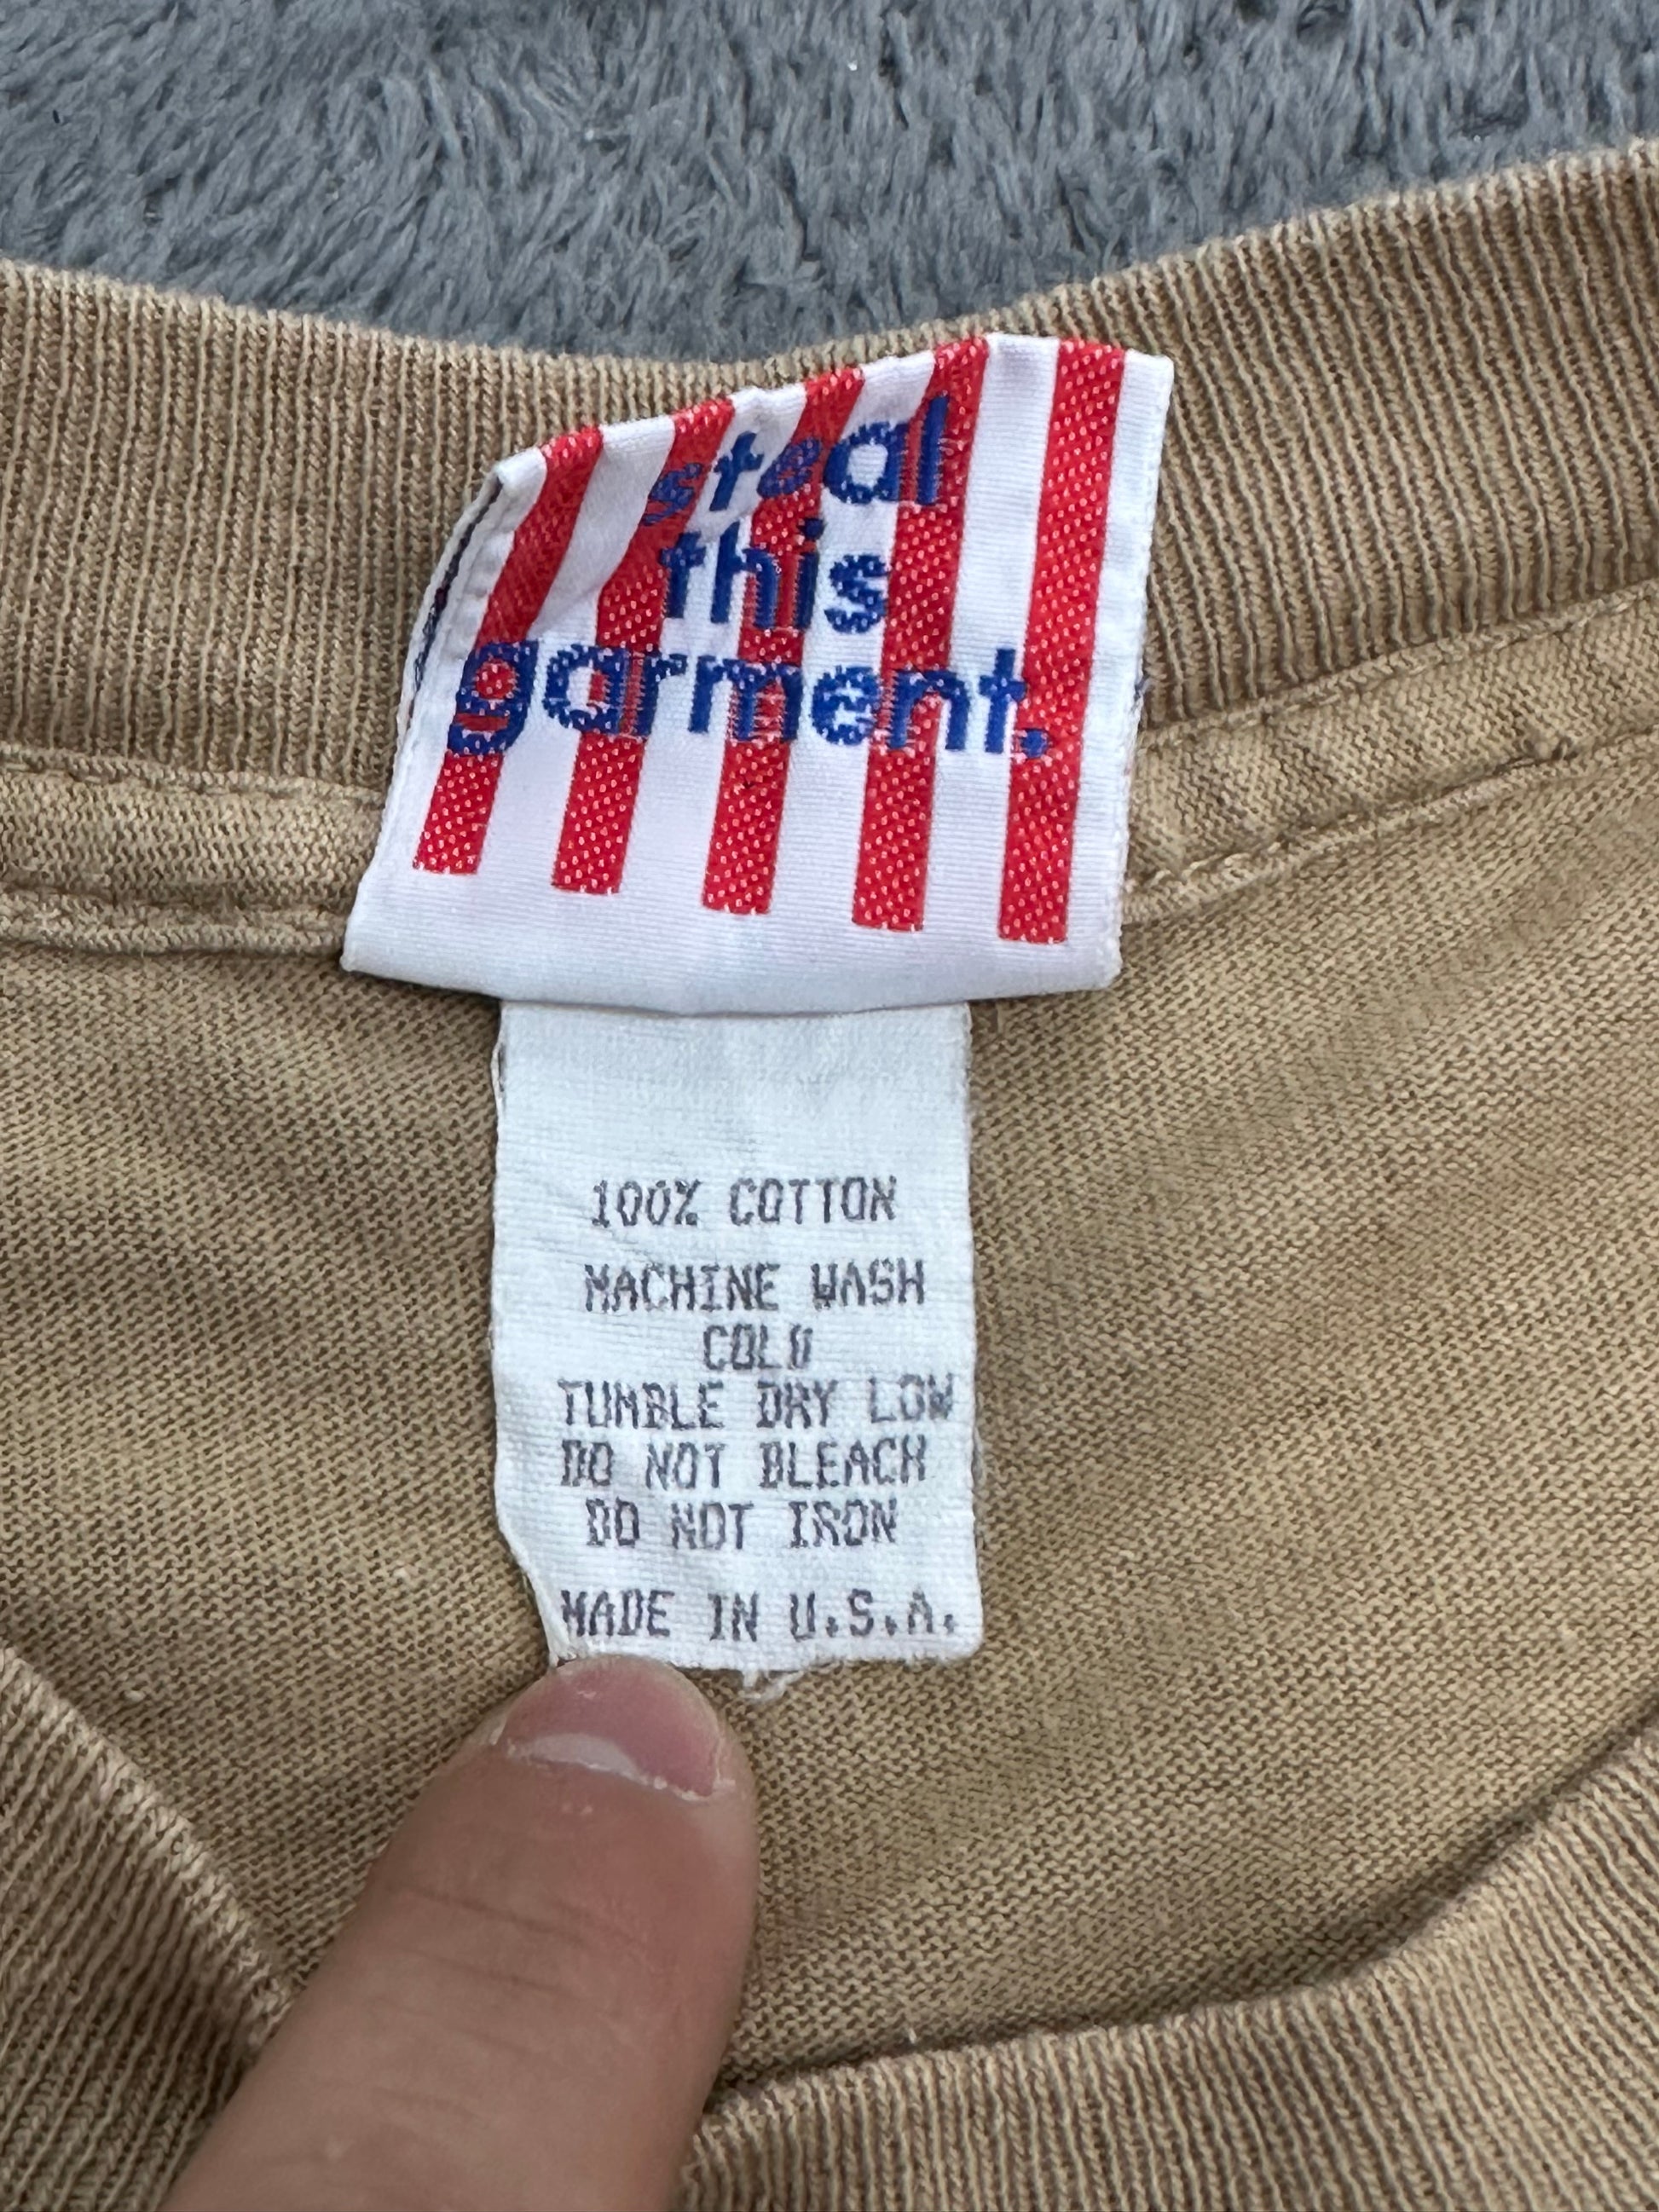 steal
this
garment.
100% COTTON
MACHINE WASH
COLD
TUMBLE DRY LOW
DO NOT BLEACH
DO NOT IRON
MADE IN U.S.A.